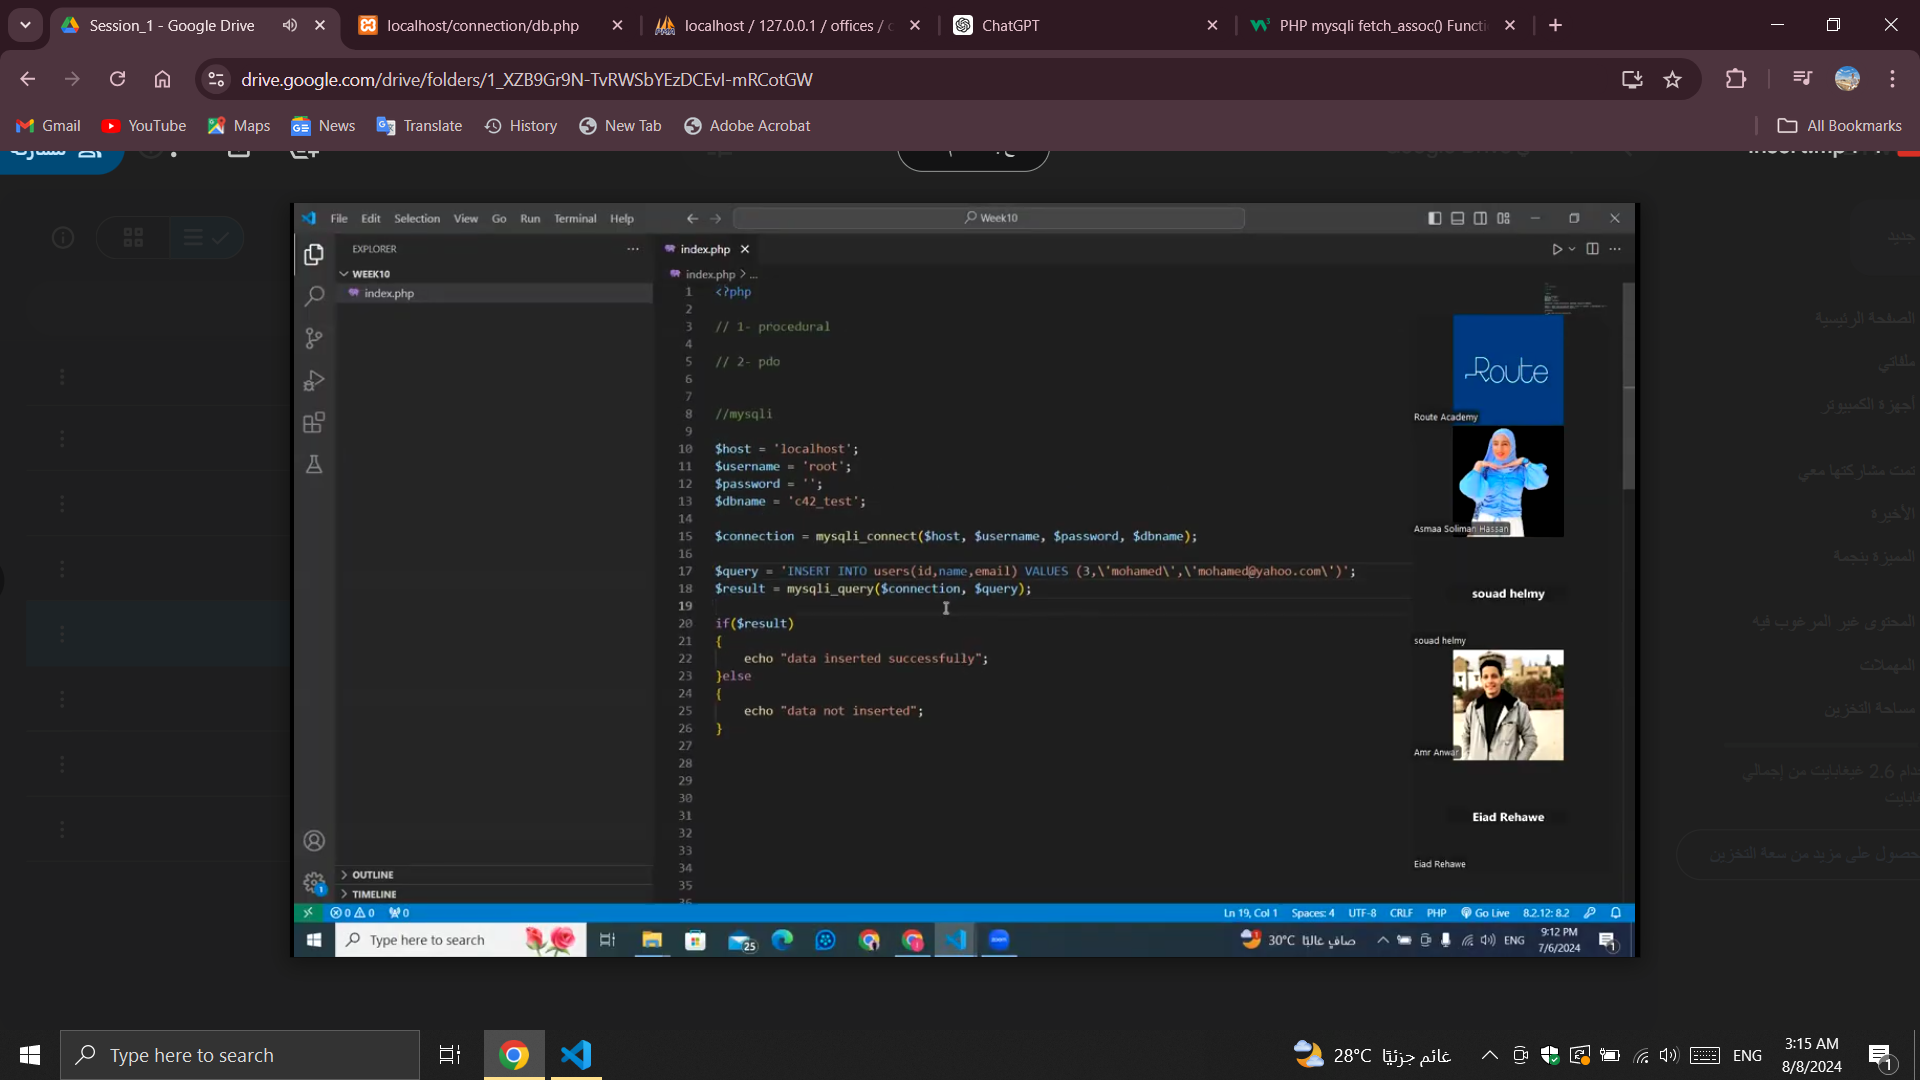 Session_1 - Google Drive
localhost/connection/db.php
localhost / 127.0.0.1 / offices / c
ChatGPT
PHP mysqli fetch_assoc() Functi
drive.google.com/drive/folders/1_XZB9Gr9N-TvRWSbYEzDCEvI-mRCotGW
Gmail YouTube Maps News Translate History New Tab Adobe Acrobat All Bookmarks
File Edit Selection View Go Run Terminal Help
Week10
EXPLORER
WEEK10
index.php
OUTLINE
TIMELINE
index.php
index.php > ...
1 <?php
2
3 // 1- procedural
4
5 // 2- pdo
6
7
8 //mysqli
9
10 $host = 'localhost';
11 $username = 'root';
12 $password = '';
13 $dbname = 'c42_test';
14
15 $connection = mysqli_connect($host, $username, $password, $dbname);
16
17 $query = 'INSERT INTO users(id,name,email) VALUES (3,\'mohamed\',\'mohamed@yahoo.com\')';
18 $result = mysqli_query($connection, $query);
19
20 if($result)
21 {
22 echo "data inserted successfully";
23 }else
24 {
25 echo "data not inserted";
26 }
27
28
29
30
31
32
33
34
35
Route
Route Academy
Asmaa Soliman Hassan
souad helmy
souad helmy
Amr Anwar
Eiad Rehawe
Eiad Rehawe
جديد
الصفحة الرئيسية
ملفاتي
أجهزة الكمبيوتر
تمت مشاركتها معي
الأخيرة
المميزة بنجمة
المحتوى غير المرغوب فيه
المهملات
مساحة التخزين
2.6 غيغابايت من إجمالي
حصول على مزيد من سعة التخزين
0 0 0
Ln 19, Col 1 Spaces: 4 UTF-8 CRLF PHP Go Live 8.2.12: 8.2
Type here to search
25
30°C صافٍ غالبًا
ENG
9:12 PM
7/6/2024
1
Type here to search
28°C غائم جزئيًا
ENG
3:15 AM
8/8/2024
1